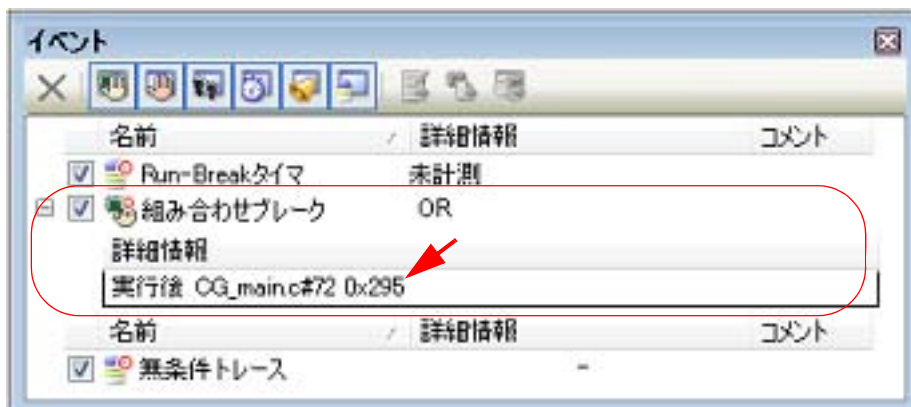 イベント
名前 詳細情報 コメント
Run-Breakタイマ 未計測
組み合わせブレーク OR
詳細情報
実行後 CG_main.c#72 0x295
名前 詳細情報 コメント
無条件トレース -